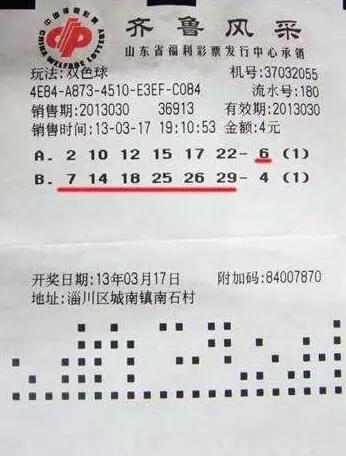 中国福利彩票
CHINA WELFARE LOTTERY
齐鲁风采
山东省福利彩票发行中心承销
玩法:双色球 机号:37032055
4E84-A873-4510-E3EF-C084 流水号:180
销售期:2013030 36913 有效期:2013030
销售时间:13-03-17 19:10:53 金额:4元
A. 2 10 12 15 17 22- 6 (1)
B. 7 14 18 25 26 29- 4 (1)
开奖日期:13年03月17日 附加码:84007870
地址:淄川区城南镇南石村